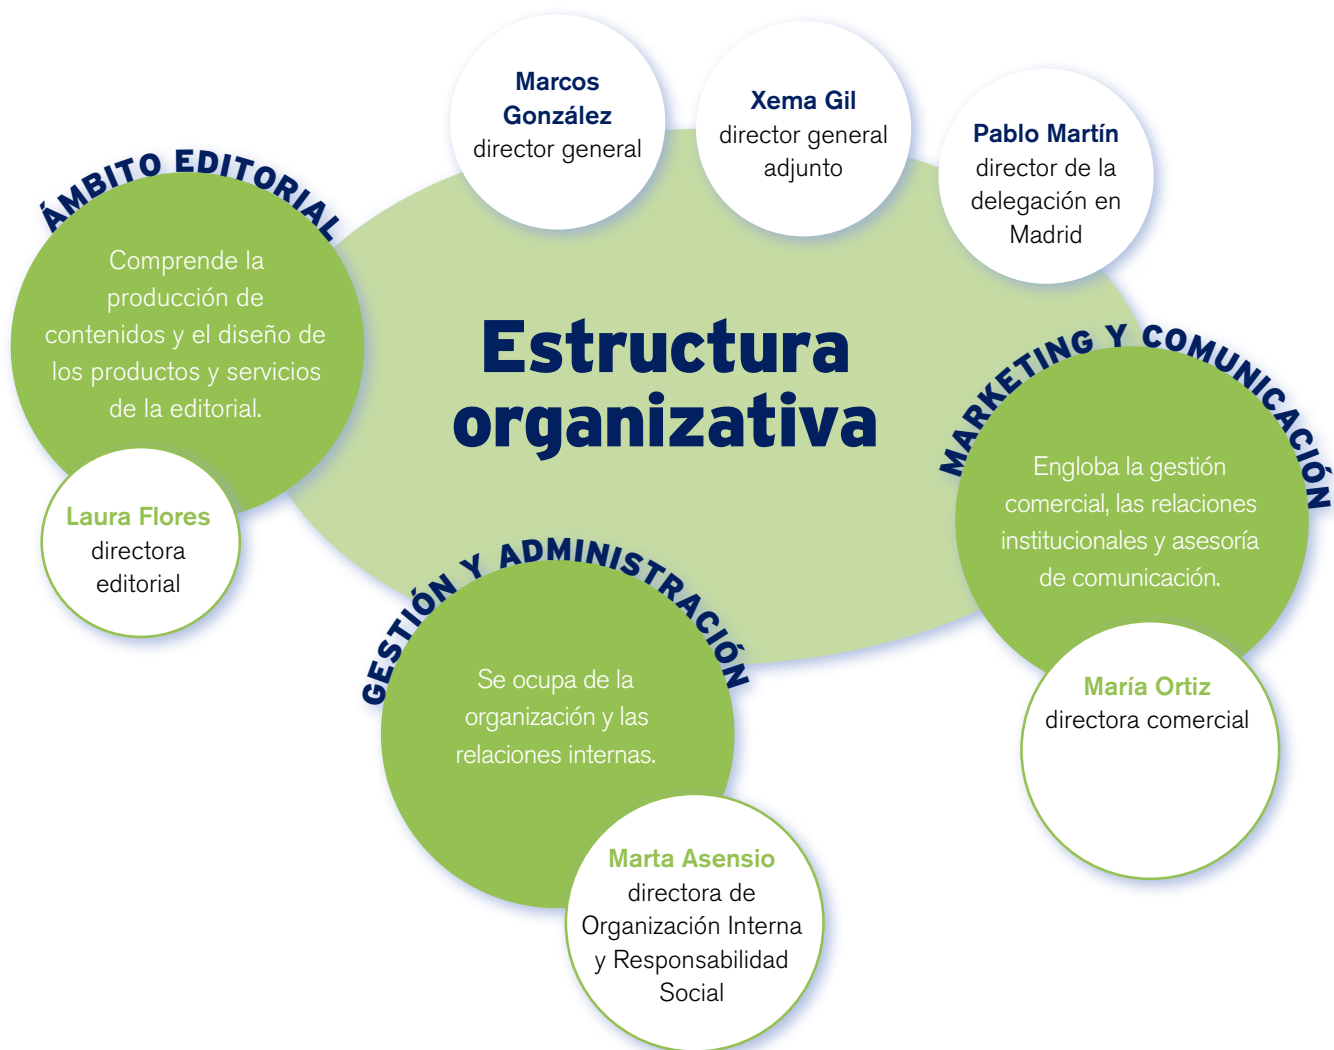 Marcos
González
director general
Xema Gil
director general
adjunto
Pablo Martín
director de la
delegación en
Madrid
ÁMBITO EDITORIAL
Comprende la
producción de
contenidos y el diseño de
los productos y servicios
de la editorial.
Laura Flores
directora
editorial
Estructura
organizativa
MARKETING Y COMUNICACIÓN
Engloba la gestión
comercial, las relaciones
institucionales y asesoría
de comunicación.
María Ortiz
directora comercial
GESTIÓN Y ADMINISTRACIÓN
Se ocupa de la
organización y las
relaciones internas.
Marta Asensio
directora de
Organización Interna
y Responsabilidad
Social